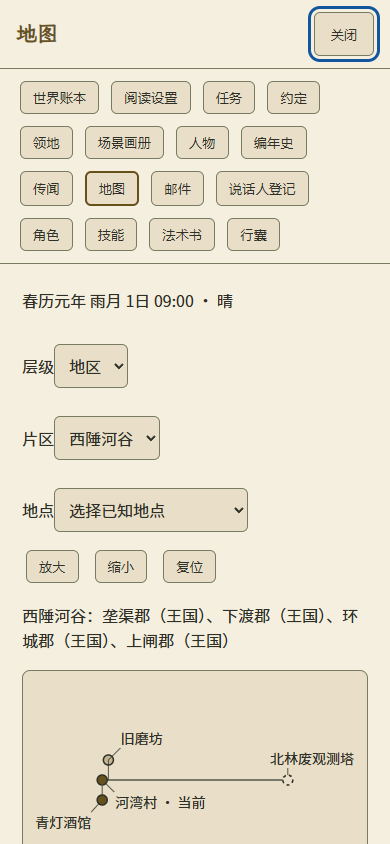 地图
关闭
世界账本 阅读设置 任务 约定
领地 场景画册 人物 编年史
传闻 地图 邮件 说话人登记
角色 技能 法术书 行囊
春历元年 雨月 1日 09:00 · 晴
层级 地区
片区 西陲河谷
地点 选择已知地点
放大 缩小 复位
西陲河谷：垄渠郡（王国）、下渡郡（王国）、环
城郡（王国）、上闸郡（王国）
旧磨坊
北林废观测塔
河湾村 · 当前
青灯酒馆